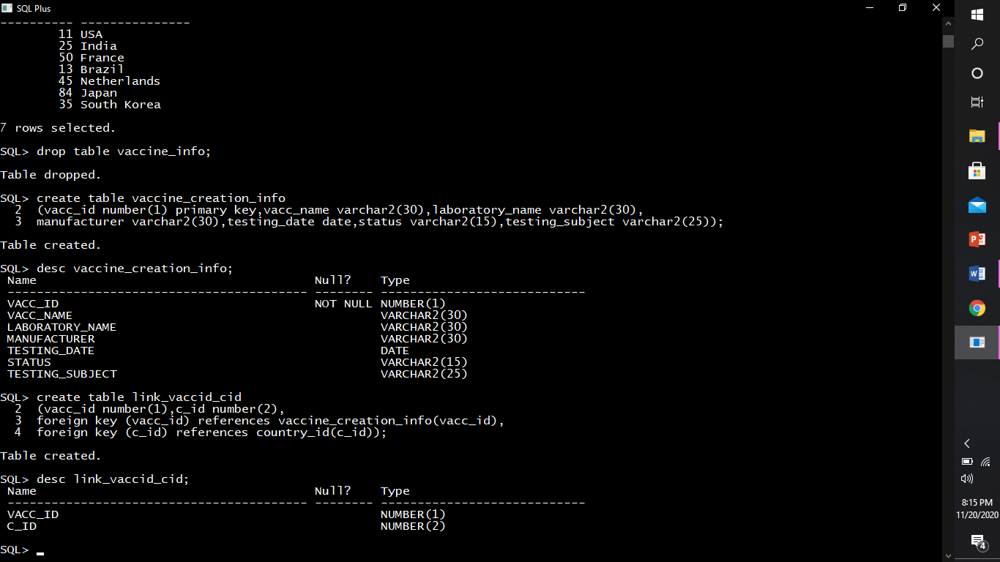 SQL Plus
---------- ---------------
        11 USA
        25 India
        50 France
        13 Brazil
        45 Netherlands
        84 Japan
        35 South Korea
7 rows selected.
SQL> drop table vaccine_info;
Table dropped.
SQL> create table vaccine_creation_info
  2  (vacc_id number(1) primary key,vacc_name varchar2(30),laboratory_name varchar2(30),
  3  manufacturer varchar2(30),testing_date date,status varchar2(15),testing_subject varchar2(25));
Table created.
SQL> desc vaccine_creation_info;
 Name                                      Null?    Type
 ----------------------------------------- -------- ----------------------------
 VACC_ID                                   NOT NULL NUMBER(1)
 VACC_NAME                                          VARCHAR2(30)
 LABORATORY_NAME                                    VARCHAR2(30)
 MANUFACTURER                                       VARCHAR2(30)
 TESTING_DATE                                       DATE
 STATUS                                             VARCHAR2(15)
 TESTING_SUBJECT                                    VARCHAR2(25)
SQL> create table link_vaccid_cid
  2  (vacc_id number(1),c_id number(2),
  3  foreign key (vacc_id) references vaccine_creation_info(vacc_id),
  4  foreign key (c_id) references country_id(c_id));
Table created.
SQL> desc link_vaccid_cid;
 Name                                      Null?    Type
 ----------------------------------------- -------- ----------------------------
 VACC_ID                                            NUMBER(1)
 C_ID                                               NUMBER(2)
SQL> _
P
W
8:15 PM
11/20/2020
4